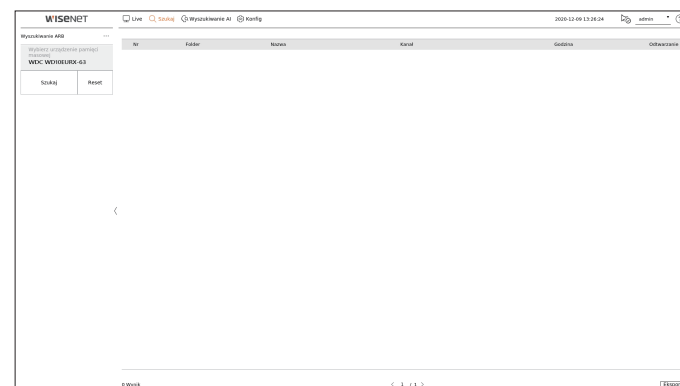 WISENET
Live Szukaj Wyszukiwanie AI Konfig 2020-12-09 13:26:24 admin
Wyszukiwanie ARB ...
Wybierz urządzenie pamięci
masowej
WDC WD10EURX-63
Szukaj Reset
Nr Folder Nazwa Kanał Godzina Odtwarzanie
0 Wynik < 1 / 1 >